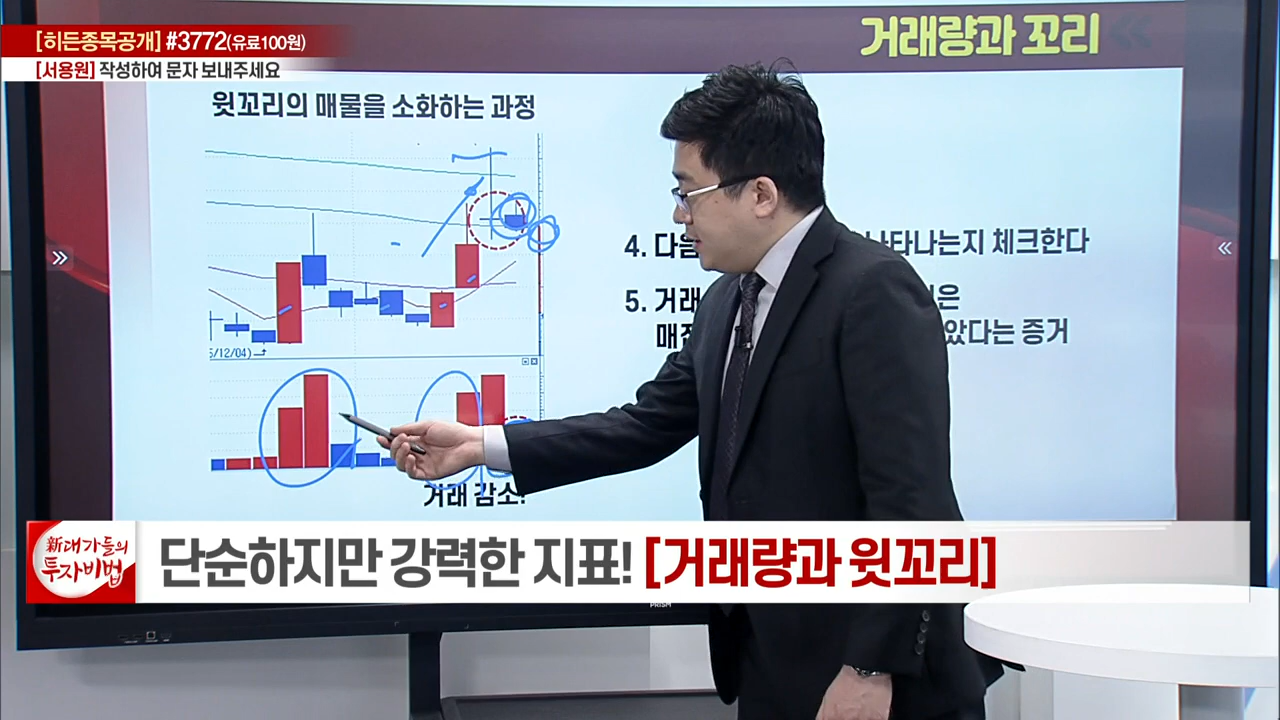 [히든종목공개] #3772(유료100원)
[서용원] 작성하여 문자 보내주세요
거래량과 꼬리
윗꼬리의 매물을 소화하는 과정
4. 다음 나타나는지 체크한다
5. 거래 은
았다는 증거
5/12/04)
거래 감소!
新대가들의
투자비법
단순하지만 강력한 지표! [거래량과 윗꼬리]
PRISM